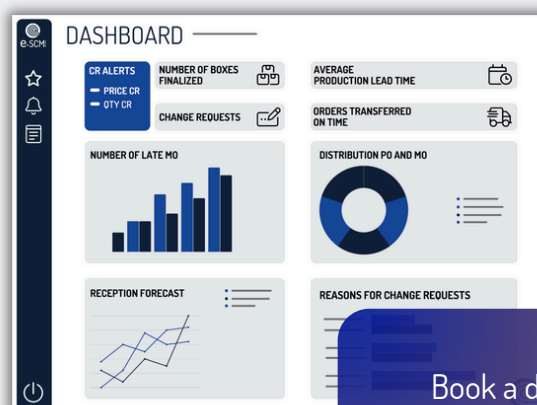 e-SCMI
DASHBOARD
CR ALERTS
PRICE CR
QTY CR
NUMBER OF BOXES
FINALIZED
CHANGE REQUESTS
AVERAGE
PRODUCTION LEAD TIME
ORDERS TRANSFERRED
ON TIME
NUMBER OF LATE MO
DISTRIBUTION PO AND MO
RECEPTION FORECAST
REASONS FOR CHANGE REQUESTS
Book a d